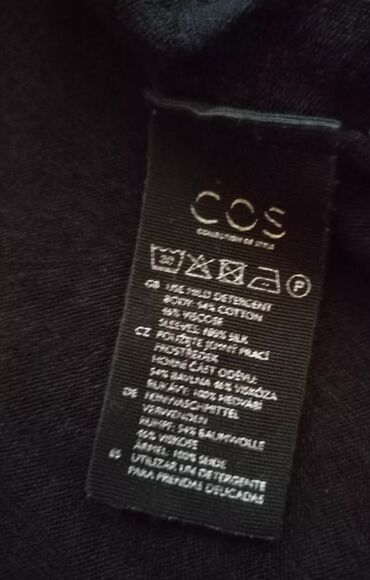 COS
COLLECTION OF STYLE
30
P
GB USE MILD DETERGENT
BODY: 54% COTTON
46% VISCOSE
SLEEVES: 100% SILK
CZ POUŽIJTE JEMNÝ PRACÍ
PROSTŘEDEK
HORNÍ ČÁST ODĚVU:
54% BAVLNA 46% VISKÓZA
RUKÁVY: 100% HEDVÁBÍ
DE FEINWASCHMITTEL
VERWENDEN
RUMPF: 54% BAUMWOLLE
46% VISKOSE
ÄRMEL: 100% SEIDE
ES UTILIZAR UN DETERGENTE
PARA PRENDAS DELICADAS